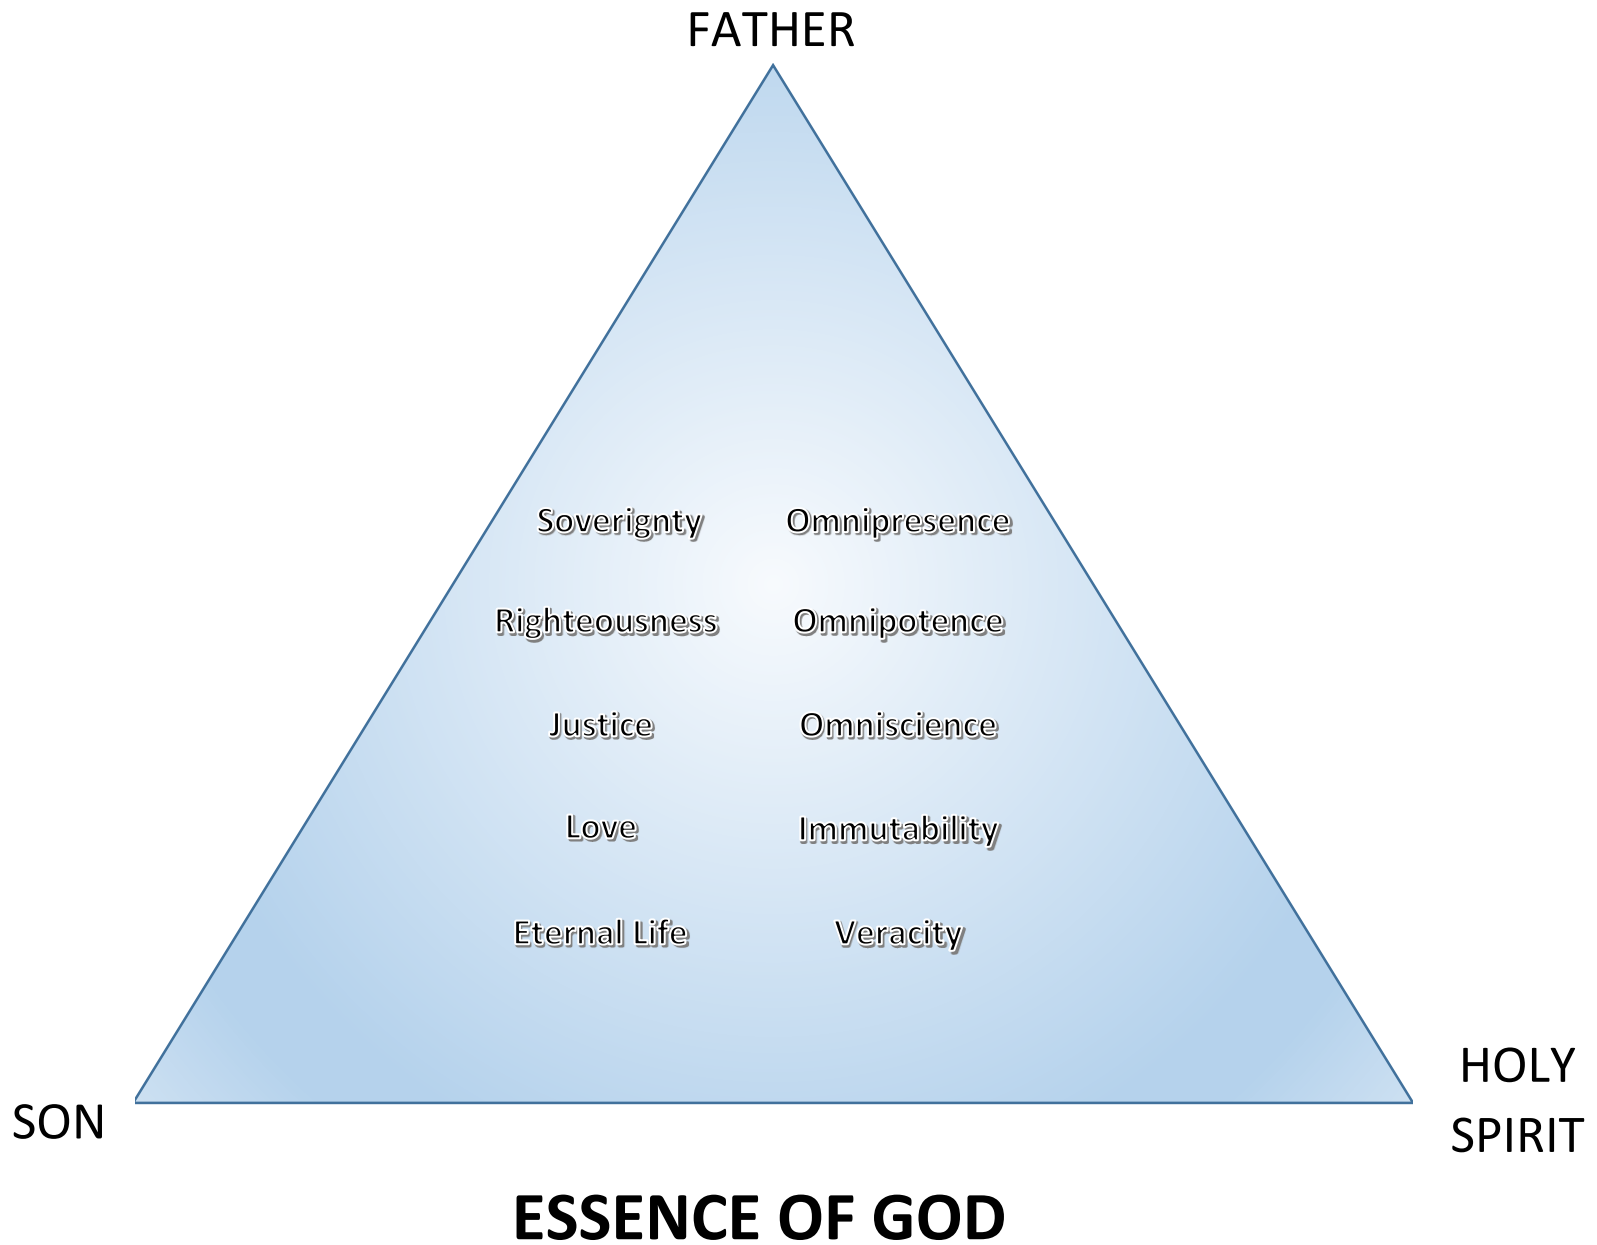 FATHER
Soverignty
Omnipresence
Righteousness
Omnipotence
Justice
Omniscience
Love
Immutability
Eternal Life
Veracity
SON
HOLY
SPIRIT
ESSENCE OF GOD